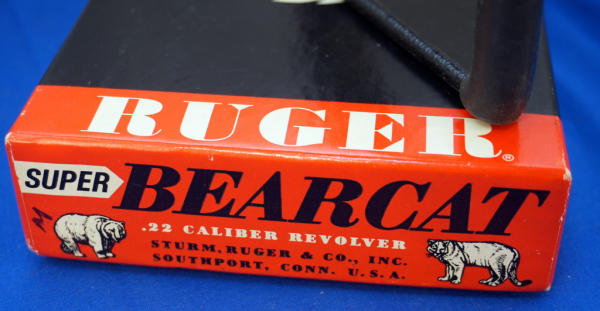 RUGER®
SUPER BEARCAT
.22 CALIBER REVOLVER
STURM, RUGER & CO., INC.
SOUTHPORT, CONN. U.S.A.